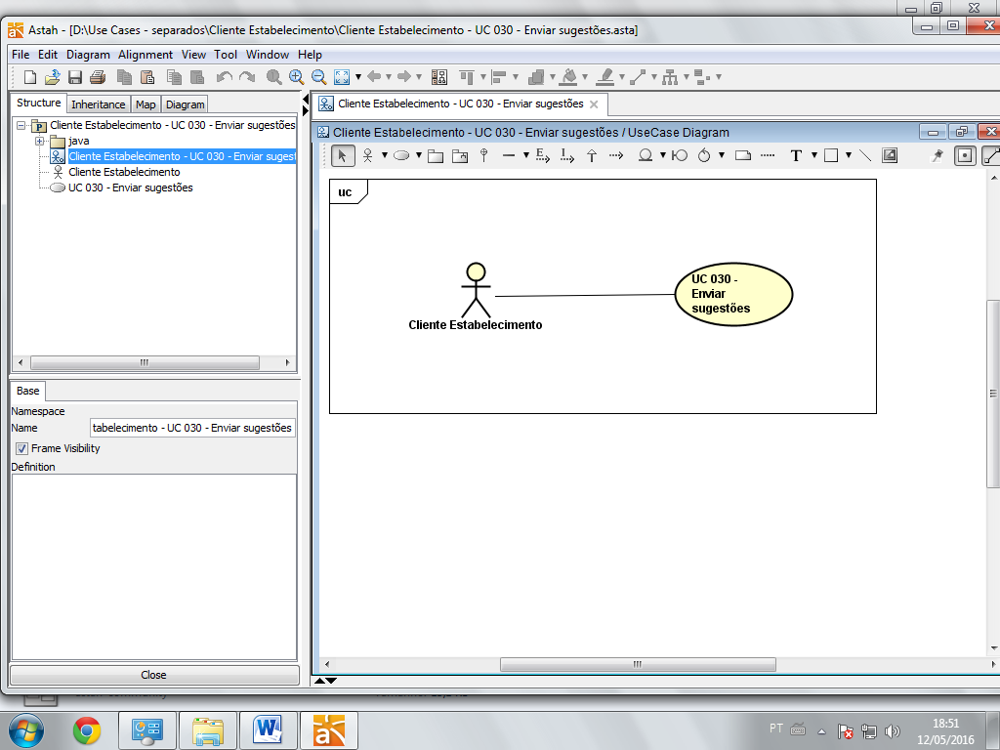 Astah - [D:\Use Cases - separados\Cliente Estabelecimento\Cliente Estabelecimento - UC 030 - Enviar sugestões.asta]
File Edit Diagram Alignment View Tool Window Help
Structure Inheritance Map Diagram
Cliente Estabelecimento - UC 030 - Enviar sugestões
java
Cliente Estabelecimento - UC 030 - Enviar sugest
Cliente Estabelecimento
UC 030 - Enviar sugestões
Base
Namespace
Name tabelecimento - UC 030 - Enviar sugestões
Frame Visibility
Definition
Close
Cliente Estabelecimento - UC 030 - Enviar sugestões
Cliente Estabelecimento - UC 030 - Enviar sugestões / UseCase Diagram
T
uc
Cliente Estabelecimento
UC 030 -
Enviar
sugestões
PT
18:51
12/05/2016